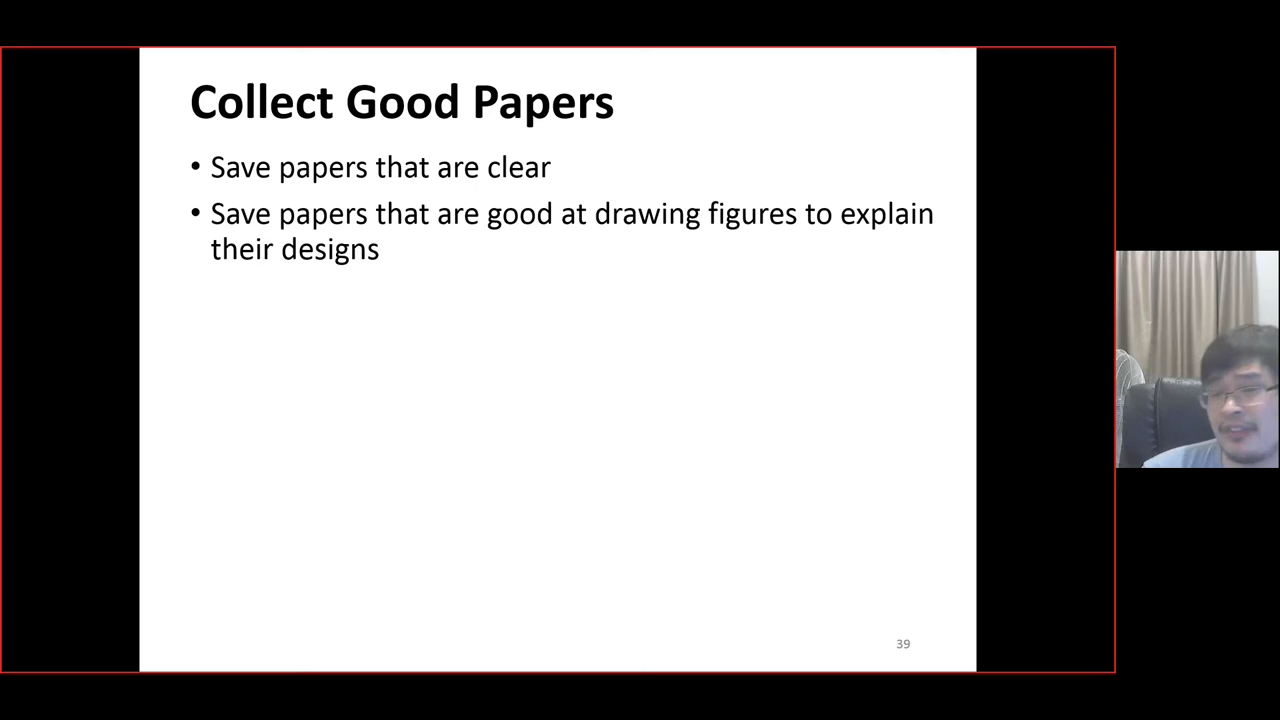 Collect Good Papers
• Save papers that are clear
• Save papers that are good at drawing figures to explain
their designs
39